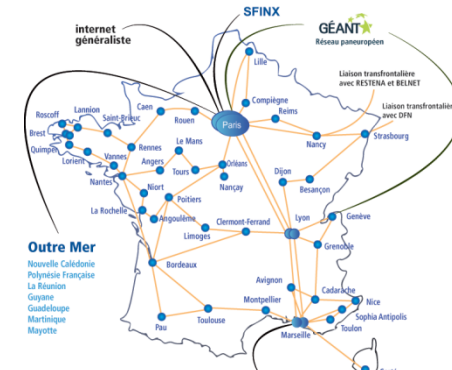 SFINX
internet
généraliste
GÉANT
Réseau paneuropéen
Lille
Liaison transfrontalière
avec RESTENA et BELNET
Compiègne
Liaison transfrontalière
avec DFN
Roscoff
Lannion
Saint-Brieuc
Caen
Rouen
Paris
Reims
Brest
Rennes
Le Mans
Nancy
Strasbourg
Quimper
Lorient
Vannes
Angers
Tours
Orléans
Dijon
Nantes
Niort
Nançay
Besançon
Poitiers
La Rochelle
Angoulême
Limoges
Clermont-Ferrand
Lyon
Genève
Outre Mer
Nouvelle Calédonie
Polynésie Française
La Réunion
Guyane
Guadeloupe
Martinique
Mayotte
Bordeaux
Grenoble
Avignon
Cadarache
Montpellier
Nice
Sophia Antipolis
Pau
Toulouse
Marseille
Toulon